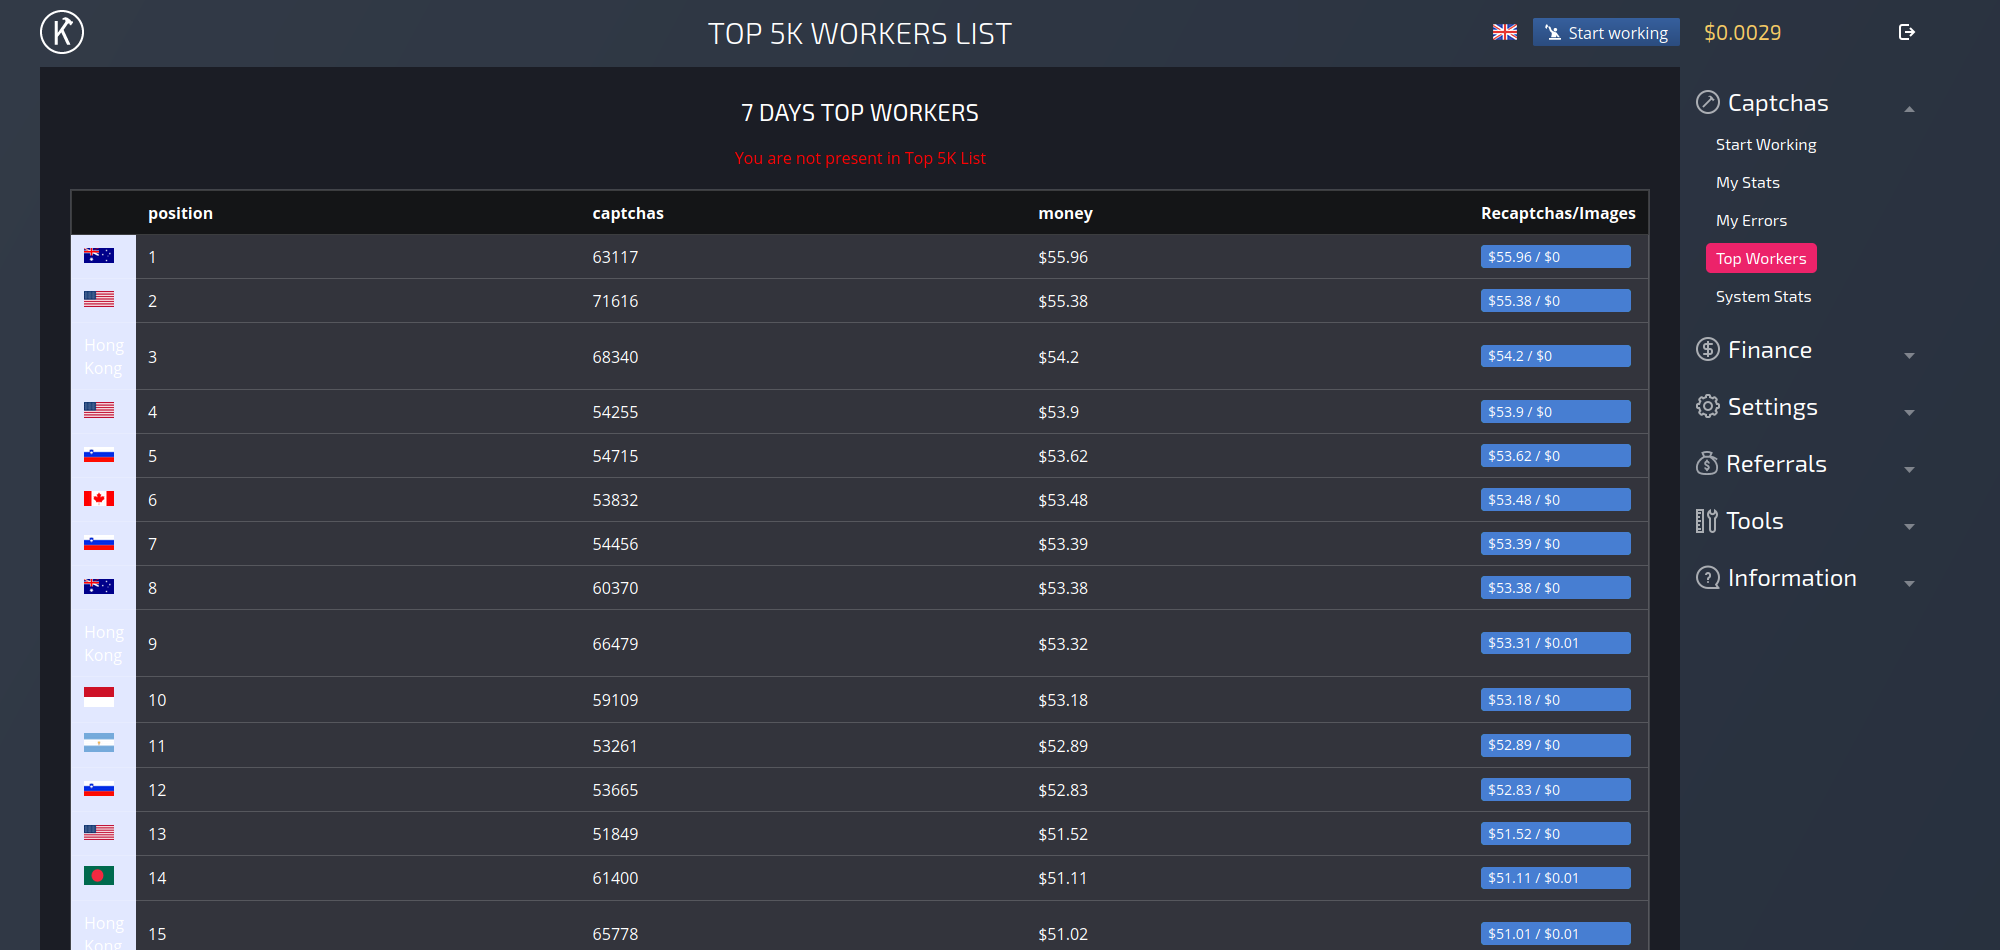 K
TOP 5K WORKERS LIST
Start working
$0.0029
7 DAYS TOP WORKERS
You are not present in Top 5K List
position captchas money Recaptchas/Images
1 63117 $55.96 $55.96 / $0
2 71616 $55.38 $55.38 / $0
Hong Kong 3 68340 $54.2 $54.2 / $0
4 54255 $53.9 $53.9 / $0
5 54715 $53.62 $53.62 / $0
6 53832 $53.48 $53.48 / $0
7 54456 $53.39 $53.39 / $0
8 60370 $53.38 $53.38 / $0
Hong Kong 9 66479 $53.32 $53.31 / $0.01
10 59109 $53.18 $53.18 / $0
11 53261 $52.89 $52.89 / $0
12 53665 $52.83 $52.83 / $0
13 51849 $51.52 $51.52 / $0
14 61400 $51.11 $51.11 / $0.01
Hong Kong 15 65778 $51.02 $51.01 / $0.01
Captchas
Start Working
My Stats
My Errors
Top Workers
System Stats
Finance
Settings
Referrals
Tools
Information